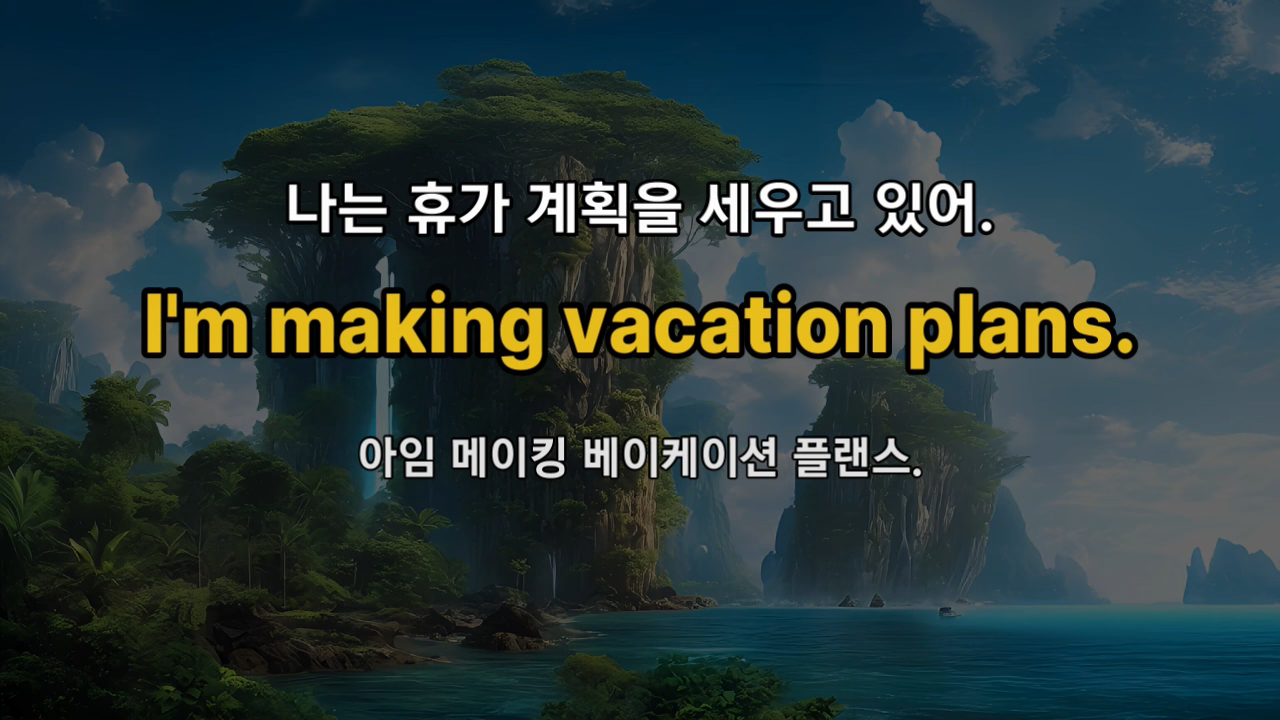 나는 휴가 계획을 세우고 있어.
I'm making vacation plans.
아임 메이킹 베이케이션 플랜스.